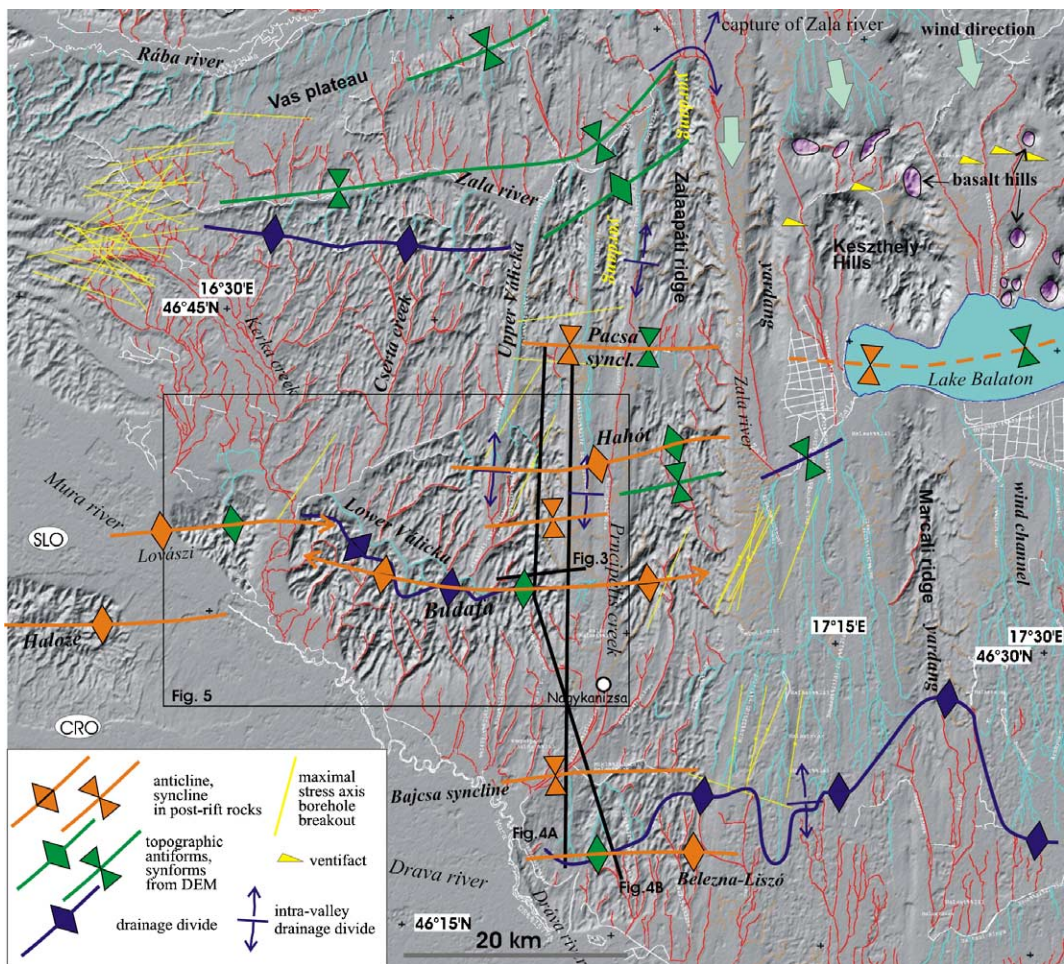 capture of Zala river
wind direction
Rába river
Vas plateau
yardang
Zala river
Zalaapáti ridge
basalt hills
Keszthely
Hills
yardang
yardang
Upper Válicka
16°30'E
46°45'N
Kerka creek
Cserta creek
Pacsa
syncl.
Lake Balaton
Zala river
Hahót
Mura river
Lower Válicka
SLO
Lovászi
Fig.3
Principális creek
Marcali ridge
wind channel
Budafa
17°15'E
17°30'E
46°30'N
Haloze
yardang
Fig. 5
Nagykanizsa
CRO
Bajcsa syncline
anticline,
syncline
in post-rift rocks
maximal
stress axis
borehole
breakout
topographic
antiforms,
synforms
from DEM
ventifact
drainage divide
intra-valley
drainage divide
Fig.4A
Fig.4B
Belezna-Liszó
Drava river
Dráva river
46°15'N
20 km